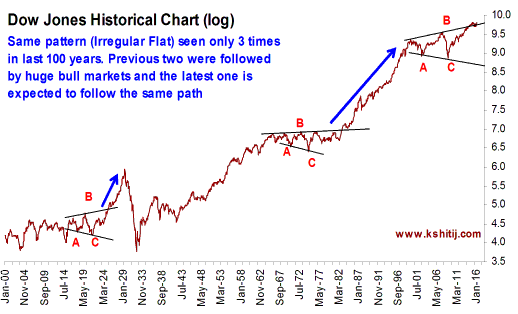 Dow Jones Historical Chart (log)
Same pattern (Irregular Flat) seen only 3 times
in last 100 years. Previous two were followed
by huge bull markets and the latest one is
expected to follow the same path
10.0
9.5
9.0
8.5
8.0
7.5
7.0
6.5
6.0
5.5
5.0
4.5
4.0
3.5
B
A
C
B
A
C
B
A
C
www.kshitij.com
Jan-00
Nov-04
Sep-09
Jul-14
May-19
Mar-24
Jan-29
Nov-33
Sep-38
Jul-43
May-48
Mar-53
Jan-58
Nov-62
Sep-67
Jul-72
May-77
Mar-82
Jan-87
Nov-91
Sep-96
Jul-01
May-06
Mar-11
Jan-16